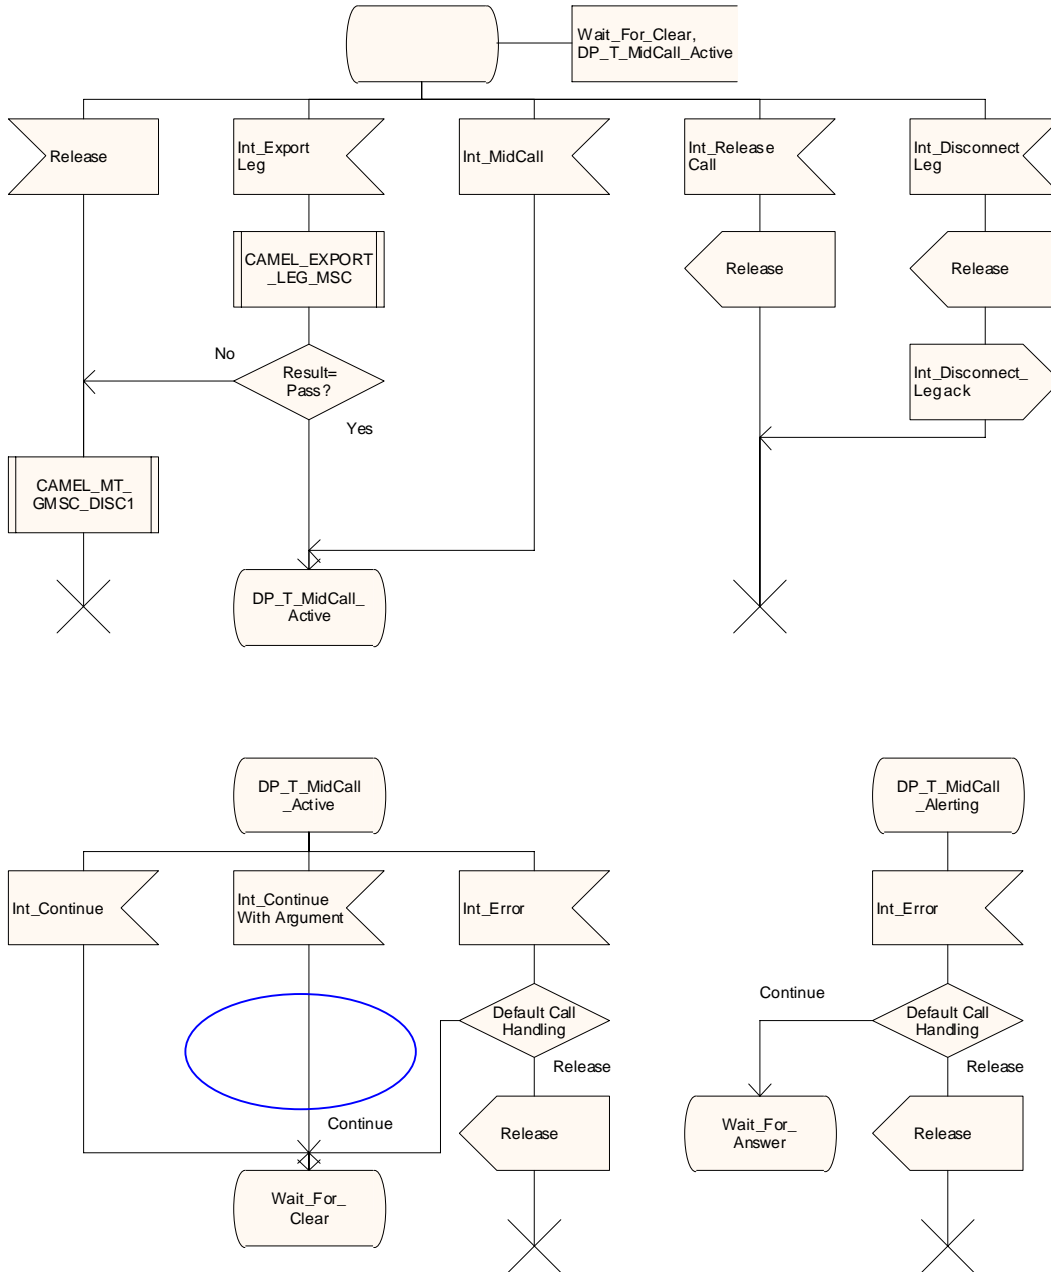 Wait_For_Clear,
DP_T_MidCall_Active
Release
Int_Export
Leg
Int_MidCall
Int_Release
Call
Int_Disconnect
Leg
CAMEL_EXPORT
_LEG_MSC
Release
Release
No
Result=
Pass?
Yes
Int_Disconnect_
Legack
CAMEL_MT_
GMSC_DISC1
DP_T_MidCall_
Active
DP_T_MidCall
_Active
DP_T_MidCall
_Alerting
Int_Continue
Int_Continue
With Argument
Int_Error
Int_Error
Default Call
Handling
Continue
Default Call
Handling
Release
Release
Continue
Release
Wait_For_
Answer
Release
Wait_For_
Clear